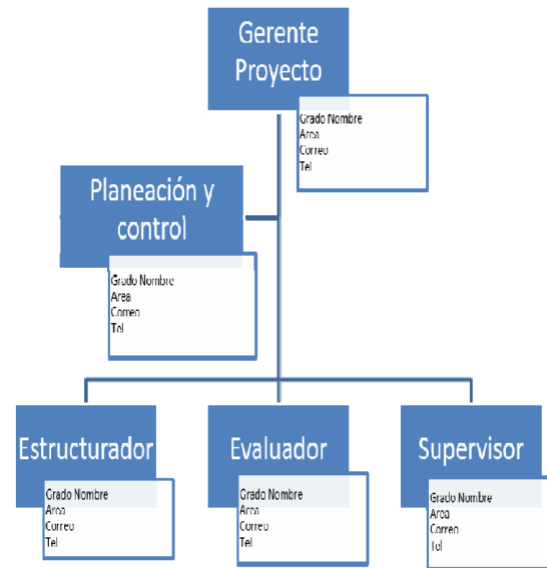 Gerente
Proyecto
Grado Nombre
Area
Correo
Tel
Planeación y
control
Grado Nombre
Area
Correo
Tel
Estructurador
Grado Nombre
Area
Correo
Tel
Evaluador
Grado Nombre
Area
Correo
Tel
Supervisor
Grado Nombre
Area
Correo
Tel